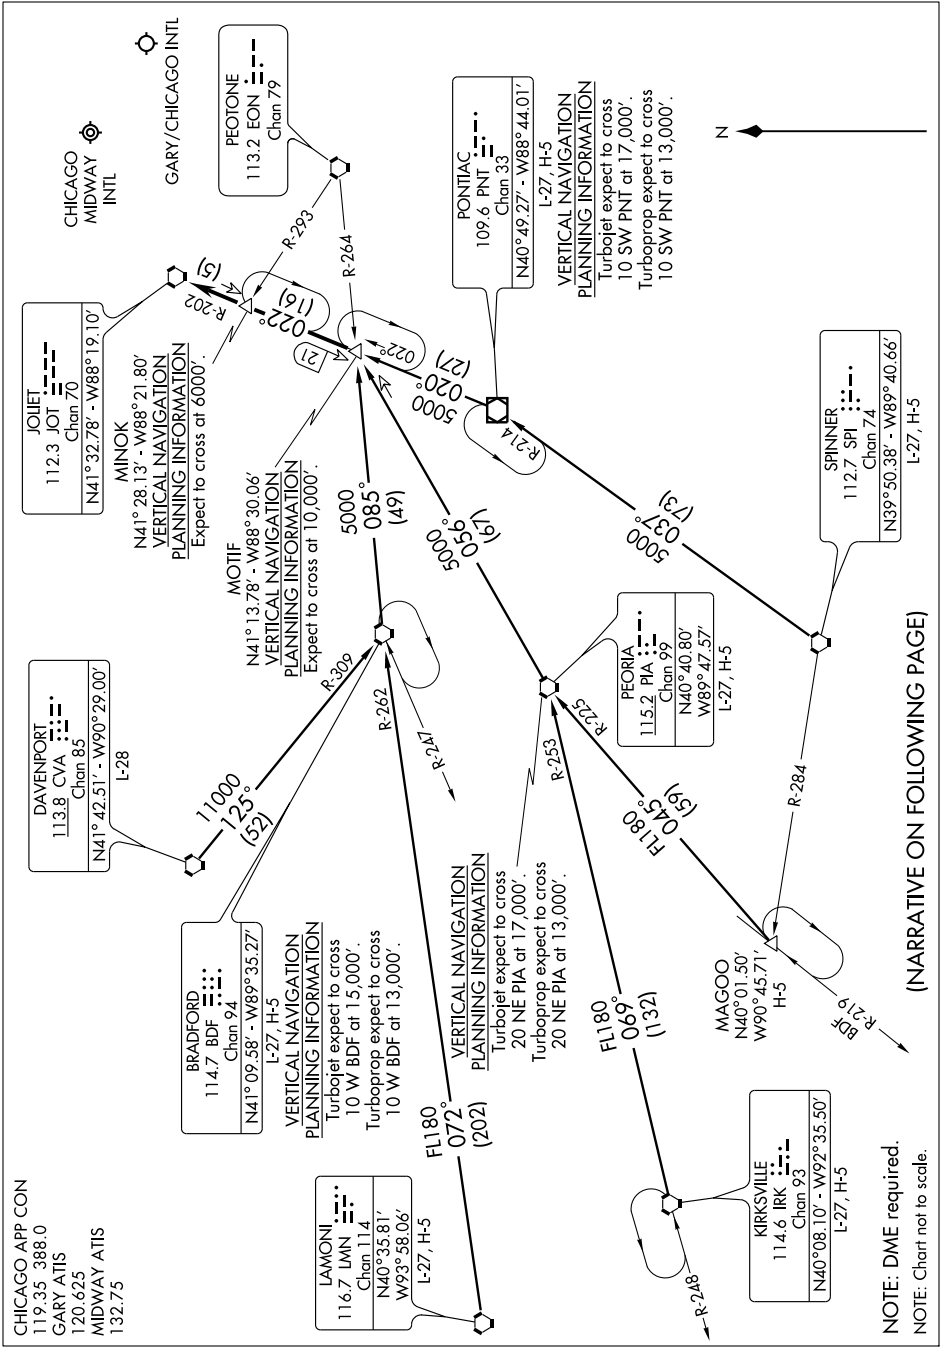 CHICAGO APP CON
119.35 388.0
GARY ATIS
120.625
MIDWAY ATIS
132.75
DAVENPORT
113.8 CVA
Chan 85
N41°42.51' - W90°29.00'
L-28
JOLIET
112.3 JOT
Chan 70
N41°32.78' - W88°19.10'
CHICAGO
MIDWAY
INTL
GARY/CHICAGO INTL
PEOTONE
113.2 EON
Chan 79
MINOK
N41°28.13' - W88°21.80'
VERTICAL NAVIGATION
PLANNING INFORMATION
Expect to cross at 6000'.
R-202
(5)
R-293
022°
(16)
R-264
21
022°
MOTIF
N41°13.78' - W88°30.06'
VERTICAL NAVIGATION
PLANNING INFORMATION
Expect to cross at 10,000'.
11000
125°
(52)
R-309
5000
085°
(49)
5000
020°
(27)
BRADFORD
114.7 BDF
Chan 94
N41°09.58' - W89°35.27'
L-27, H-5
VERTICAL NAVIGATION
PLANNING INFORMATION
Turbojet expect to cross
10 W BDF at 15,000'.
Turboprop expect to cross
10 W BDF at 13,000'.
R-262
R-247
5000
056°
(67)
PONTIAC
109.6 PNT
Chan 33
N40°49.27' - W88°44.01'
L-27, H-5
VERTICAL NAVIGATION
PLANNING INFORMATION
Turbojet expect to cross
10 SW PNT at 17,000'.
Turboprop expect to cross
10 SW PNT at 13,000'.
R-214
LAMONI
116.7 LMN
Chan 114
N40°35.81'
W93°58.06'
L-27, H-5
FL180
072°
(202)
VERTICAL NAVIGATION
PLANNING INFORMATION
Turbojet expect to cross
20 NE PIA at 17,000'.
Turboprop expect to cross
20 NE PIA at 13,000'.
R-253
R-225
PEORIA
115.2 PIA
Chan 99
N40°40.80'
W89°47.57'
L-27, H-5
5000
037°
(73)
N
FL180
069°
(132)
FL180
045°
(59)
R-248
KIRKSVILLE
114.6 IRK
Chan 93
N40°08.10' - W92°35.50'
L-27, H-5
MAGOO
N40°01.50'
W90°45.71'
H-5
R-284
BDF
R-219
SPINNER
112.7 SPI
Chan 74
N39°50.38' - W89°40.66'
L-27, H-5
NOTE: DME required.
NOTE: Chart not to scale.
(NARRATIVE ON FOLLOWING PAGE)